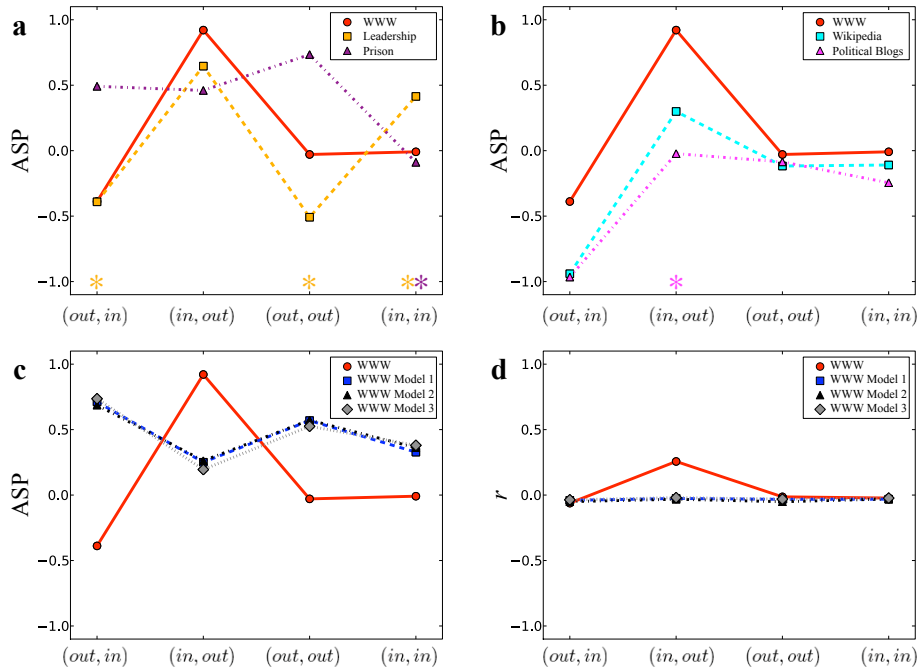 a
1.0
0.5
0.0
−0.5
−1.0
ASP
WWW
Leadership
Prison
* * **
(out, in) (in, out) (out, out) (in, in)
b
1.0
0.5
0.0
−0.5
−1.0
ASP
WWW
Wikipedia
Political Blogs
*
(out, in) (in, out) (out, out) (in, in)
c
1.0
0.5
0.0
−0.5
−1.0
ASP
WWW
WWW Model 1
WWW Model 2
WWW Model 3
(out, in) (in, out) (out, out) (in, in)
d
1.0
0.5
0.0
−0.5
−1.0
r
WWW
WWW Model 1
WWW Model 2
WWW Model 3
(out, in) (in, out) (out, out) (in, in)